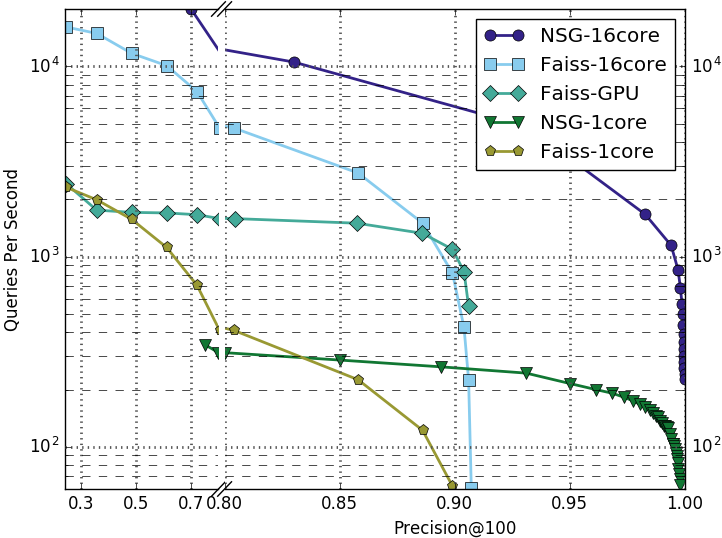 NSG-16core
Faiss-16core
Faiss-GPU
NSG-1core
Faiss-1core
10^4
10^4
10^3
10^3
10^2
10^2
Queries Per Second
0.3 0.5 0.7 0.80 0.85 0.90 0.95 1.00
Precision@100